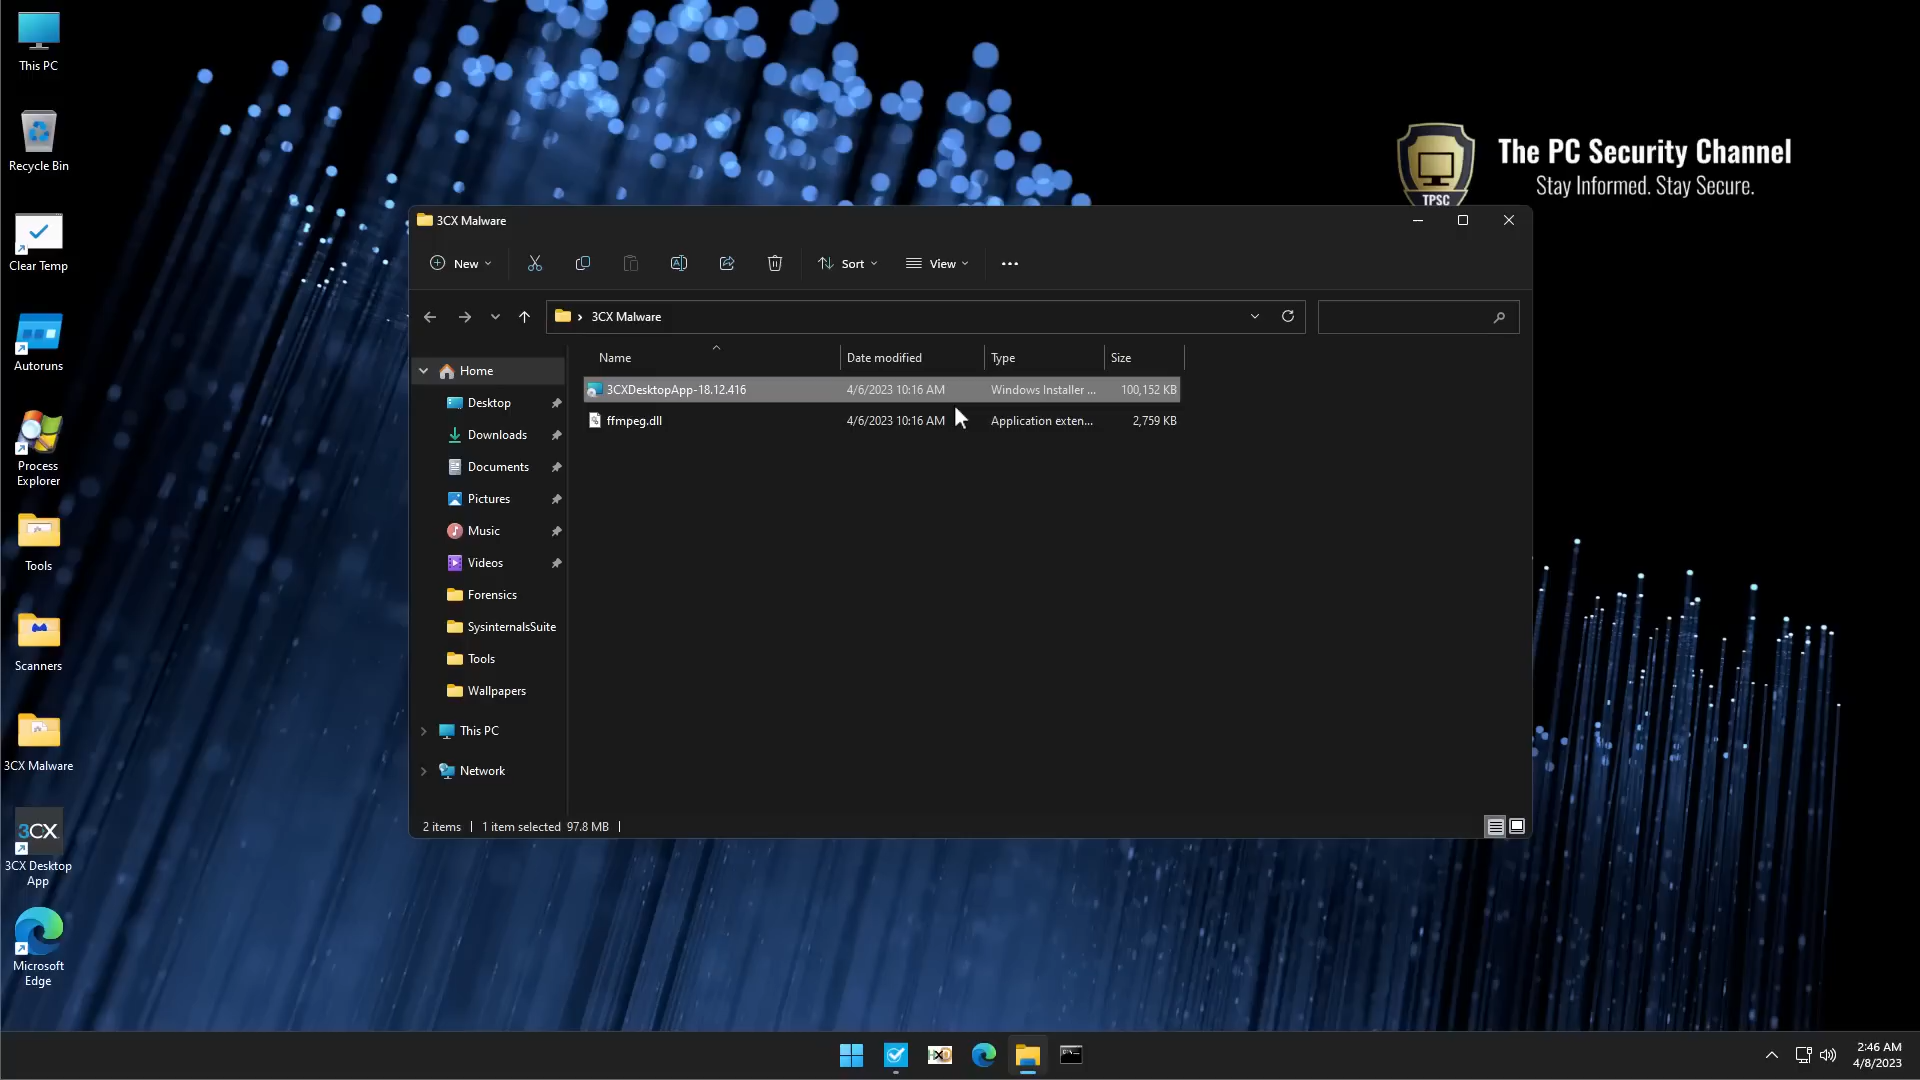 This PC
Recycle Bin
Clear Temp
Autoruns
Process
Explorer
Tools
Scanners
3CX Malware
3CX
3CX Desktop
App
Microsoft
Edge
The PC Security Channel
Stay Informed. Stay Secure.
TPSC
3CX Malware
New
Sort
View
3CX Malware
Name Date modified Type Size
3CXDesktopApp-18.12.416 4/6/2023 10:16 AM Windows Installer ... 100,152 KB
ffmpeg.dll 4/6/2023 10:16 AM Application exten... 2,759 KB
Home
Desktop
Downloads
Documents
Pictures
Music
Videos
Forensics
SysinternalsSuite
Tools
Wallpapers
This PC
Network
2 items 1 item selected 97.8 MB
HXD
2:46 AM
4/8/2023